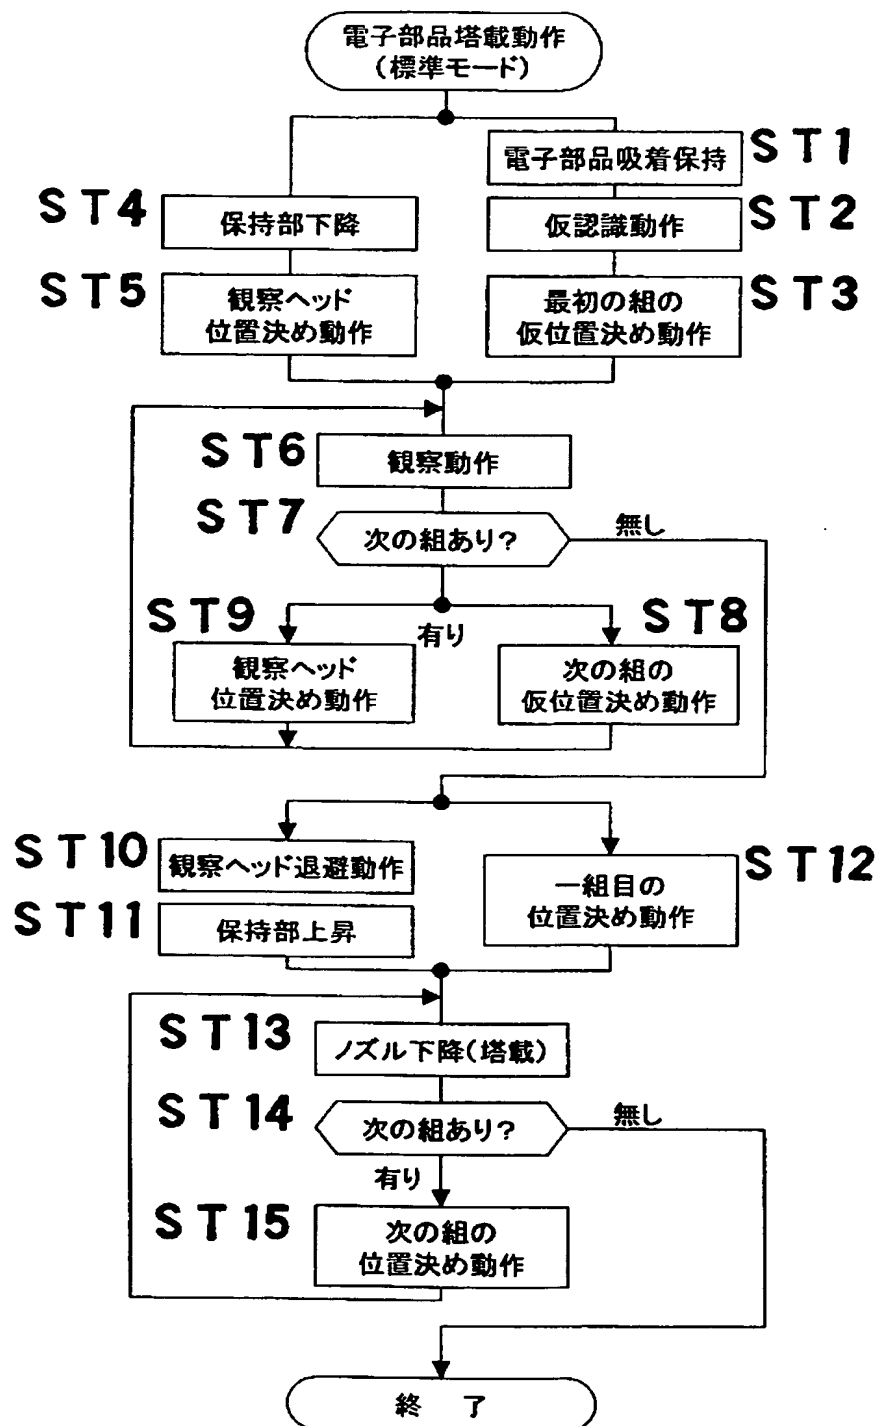 電子部品塔載動作
(標準モード)
電子部品吸着保持
ST1
ST4
保持部下降
仮認識動作
ST2
ST5
観察ヘッド
位置決め動作
最初の組の
仮位置決め動作
ST3
ST6
観察動作
ST7
次の組あり?
無し
ST9
有り
ST8
観察ヘッド
位置決め動作
次の組の
仮位置決め動作
ST10
観察ヘッド退避動作
ST11
保持部上昇
一組目の
位置決め動作
ST12
ST13
ノズル下降(塔載)
ST14
次の組あり?
無し
有り
ST15
次の組の
位置決め動作
終 了